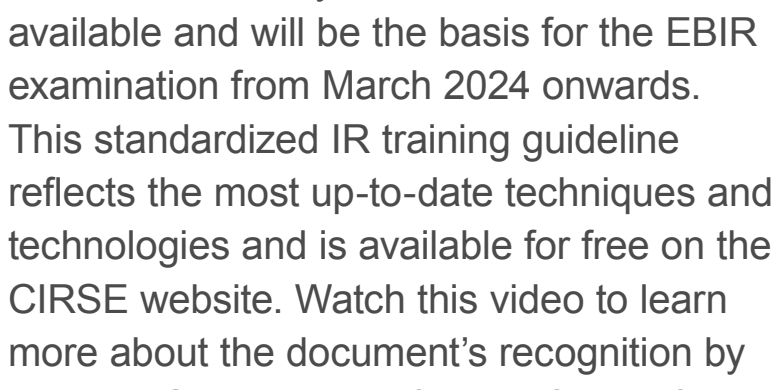 available and will be the basis for the EBIR
examination from March 2024 onwards.
This standardized IR training guideline
reflects the most up-to-date techniques and
technologies and is available for free on the
CIRSE website. Watch this video to learn
more about the document’s recognition by